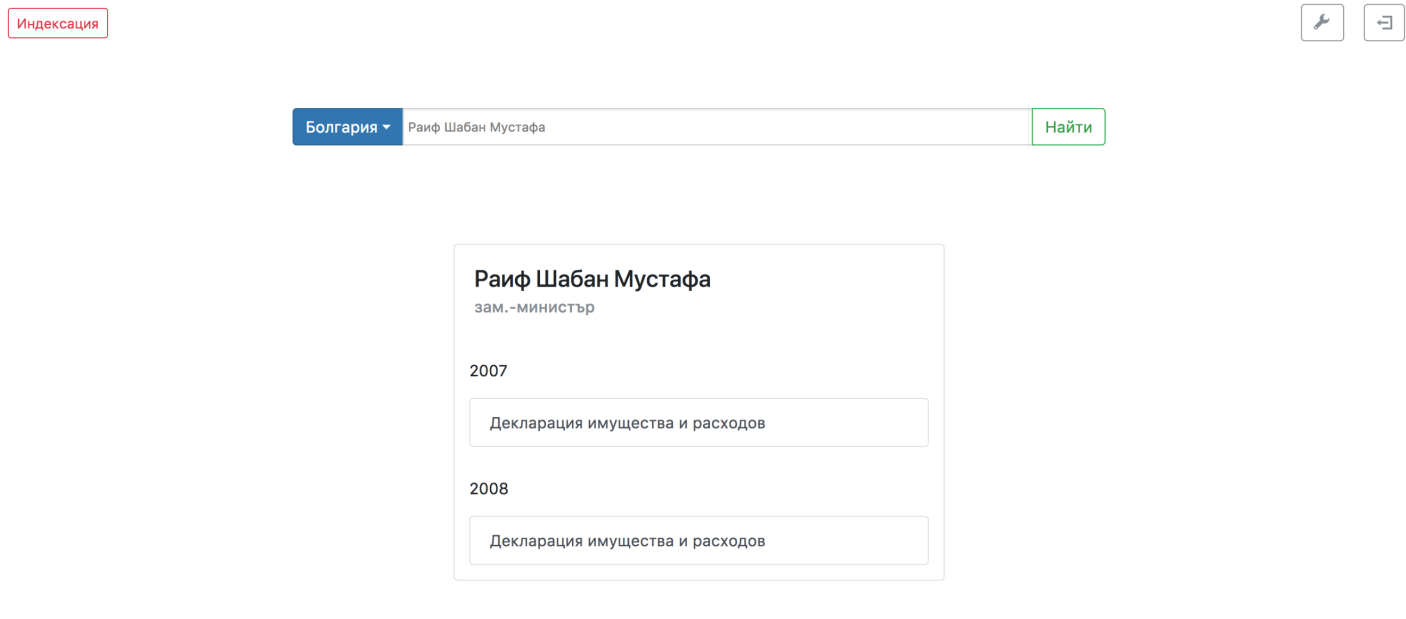 Индексация
Болгария
Раиф Шабан Мустафа
Найти
Раиф Шабан Мустафа
зам.-министър
2007
Декларация имущества и расходов
2008
Декларация имущества и расходов